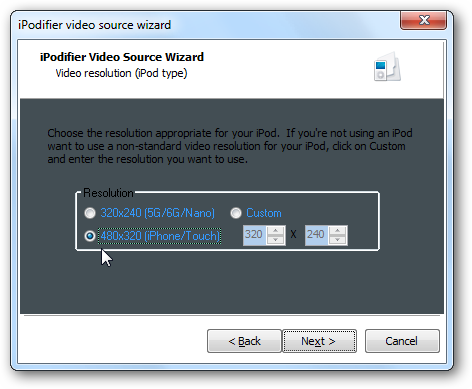 iPodifier video source wizard
iPodifier Video Source Wizard
Video resolution (iPod type)
Choose the resolution appropriate for your iPod. If you're not using an iPod
want to use a non-standard video resolution for your iPod, click on Custom
and enter the resolution you want to use.
Resolution
320x240 (5G/6G/Nano) Custom
480x320 (iPhone/Touch) 320 X 240
< Back Next > Cancel